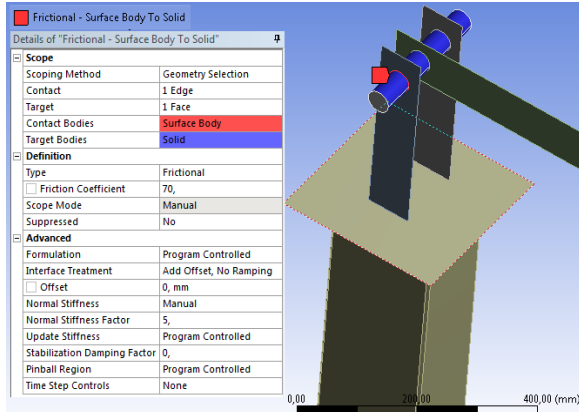 Frictional - Surface Body To Solid
Details of "Frictional - Surface Body To Solid"
Scope
Scoping Method Geometry Selection
Contact 1 Edge
Target 1 Face
Contact Bodies Surface Body
Target Bodies Solid
Definition
Type Frictional
Friction Coefficient 70,
Scope Mode Manual
Suppressed No
Advanced
Formulation Program Controlled
Interface Treatment Add Offset, No Ramping
Offset 0, mm
Normal Stiffness Manual
Normal Stiffness Factor 5,
Update Stiffness Program Controlled
Stabilization Damping Factor 0,
Pinball Region Program Controlled
Time Step Controls None
0,00 200,00 400,00 (mm)